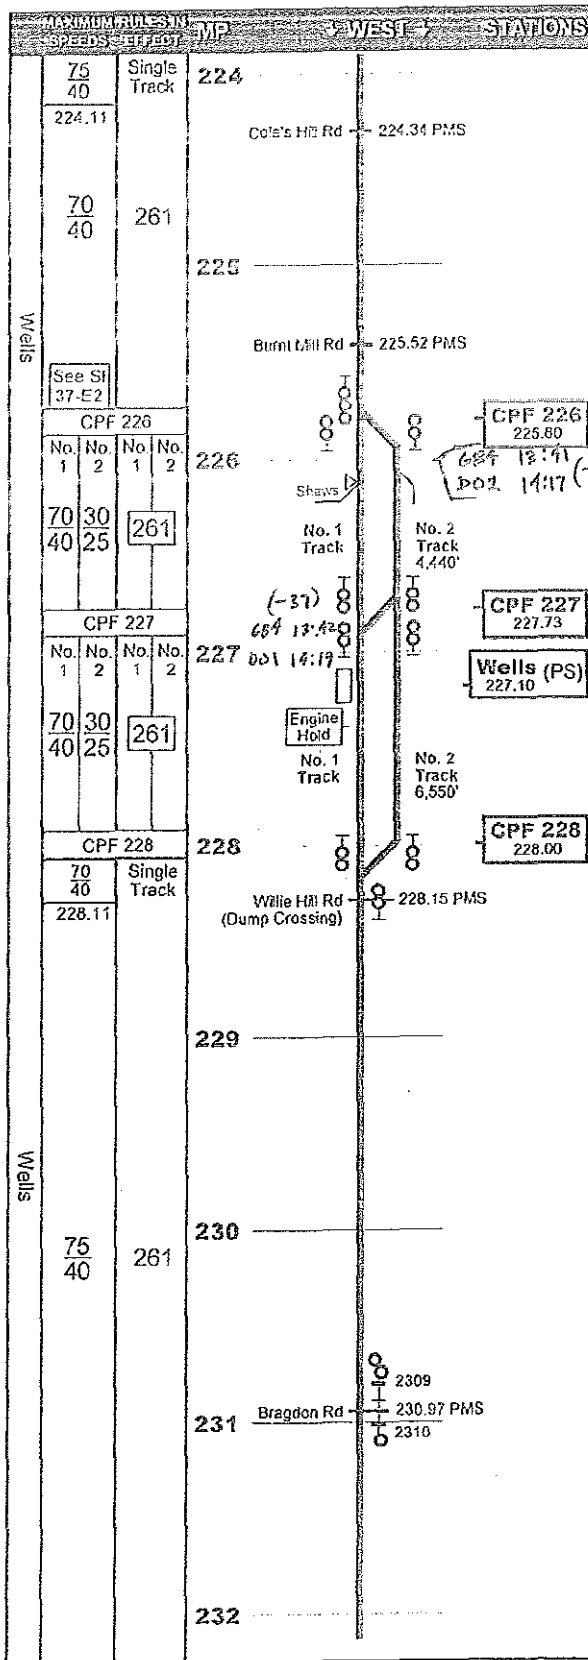 MAXIMUM SPEEDS RULES IN EFFECT MP WEST STATIONS
75
40
Single
Track
224
224.11
Cole's Hill Rd 224.34 PMS
70
40
261
225
Wells
Burnt Mill Rd 225.52 PMS
See SI
37-E2
CPF 226
CPF 226
225.80
No. 1 No. 2 No. 1 No. 2
226
684 13:41
D02 14:17 (-
Shaws
70
40
30
25
261
No. 1
Track
No. 2
Track
4,440'
(-37)
CPF 227
CPF 227
227.73
684 13:42
No. 1 No. 2 No. 1 No. 2
227
D01 14:19
Wells (PS)
227.10
70
40
30
25
261
Engine
Hold
No. 1
Track
No. 2
Track
6,550'
CPF 228
228
CPF 228
228.00
70
40
Single
Track
228.11
Willie Hill Rd 228.15 PMS
(Dump Crossing)
229
Wells
230
75
40
261
2309
Bragdon Rd 230.97 PMS
231
2310
232